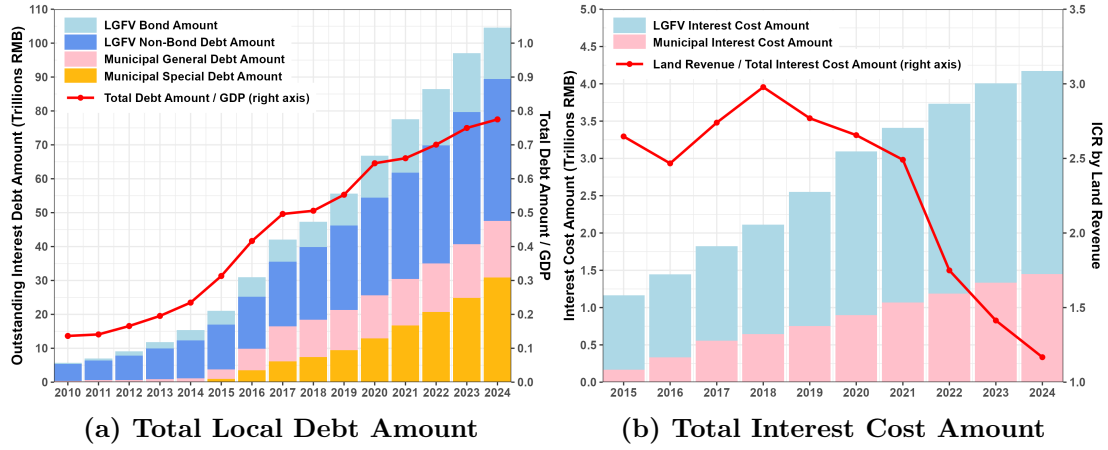 Outstanding Interest Debt Amount (Trillions RMB)
110
100
90
80
70
60
50
40
30
20
10
0
LGFV Bond Amount
LGFV Non-Bond Debt Amount
Municipal General Debt Amount
Municipal Special Debt Amount
Total Debt Amount / GDP (right axis)
1.0
0.9
0.8
0.7
0.6
0.5
0.4
0.3
0.2
0.1
0.0
Total Debt Amount / GDP
2010 2011 2012 2013 2014 2015 2016 2017 2018 2019 2020 2021 2022 2023 2024
(a) Total Local Debt Amount
Interest Cost Amount (Trillions RMB)
5.0
4.5
4.0
3.5
3.0
2.5
2.0
1.5
1.0
0.5
0.0
LGFV Interest Cost Amount
Municipal Interest Cost Amount
Land Revenue / Total Interest Cost Amount (right axis)
3.5
3.0
2.5
2.0
1.5
1.0
ICR by Land Revenue
2015 2016 2017 2018 2019 2020 2021 2022 2023 2024
(b) Total Interest Cost Amount